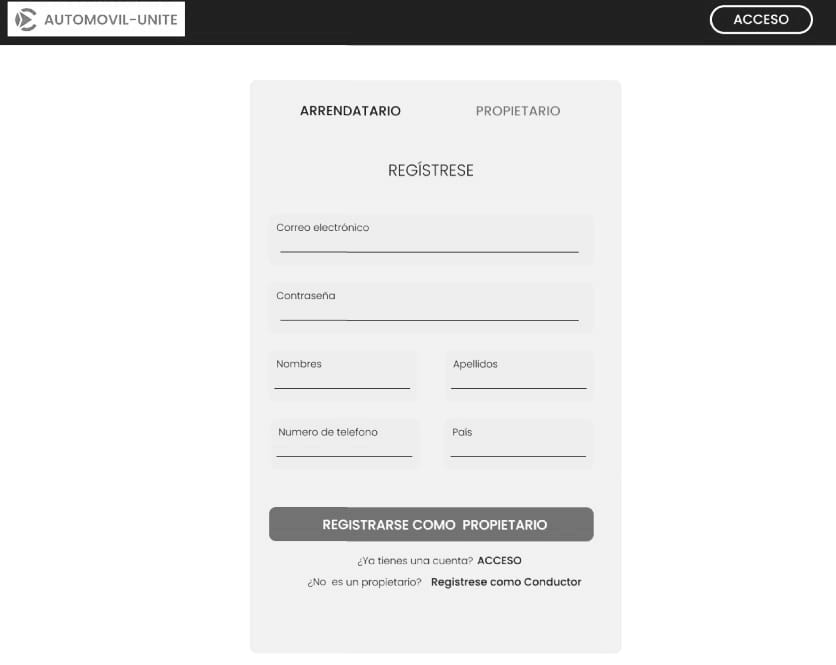 AUTOMOVIL-UNITE
ACCESO
ARRENDATARIO PROPIETARIO
REGÍSTRESE
Correo electrónico
Contraseña
Nombres Apellidos
Numero de telefono País
REGISTRARSE COMO PROPIETARIO
¿Ya tienes una cuenta? ACCESO
¿No es un propietario? Registrese como Conductor